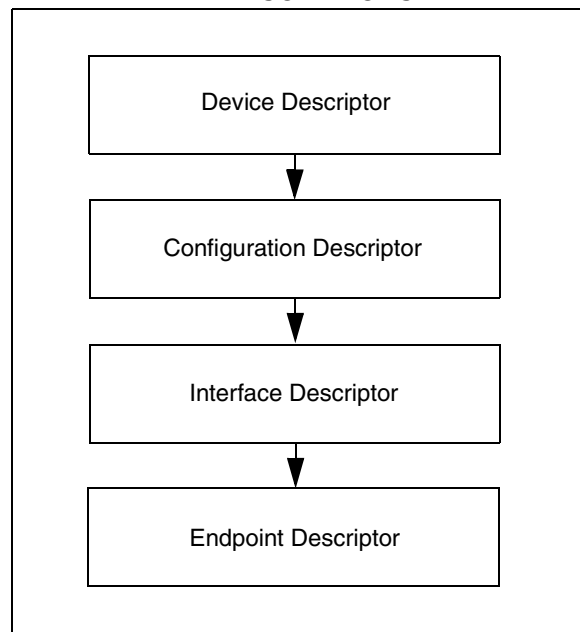 Device Descriptor
Configuration Descriptor
Interface Descriptor
Endpoint Descriptor